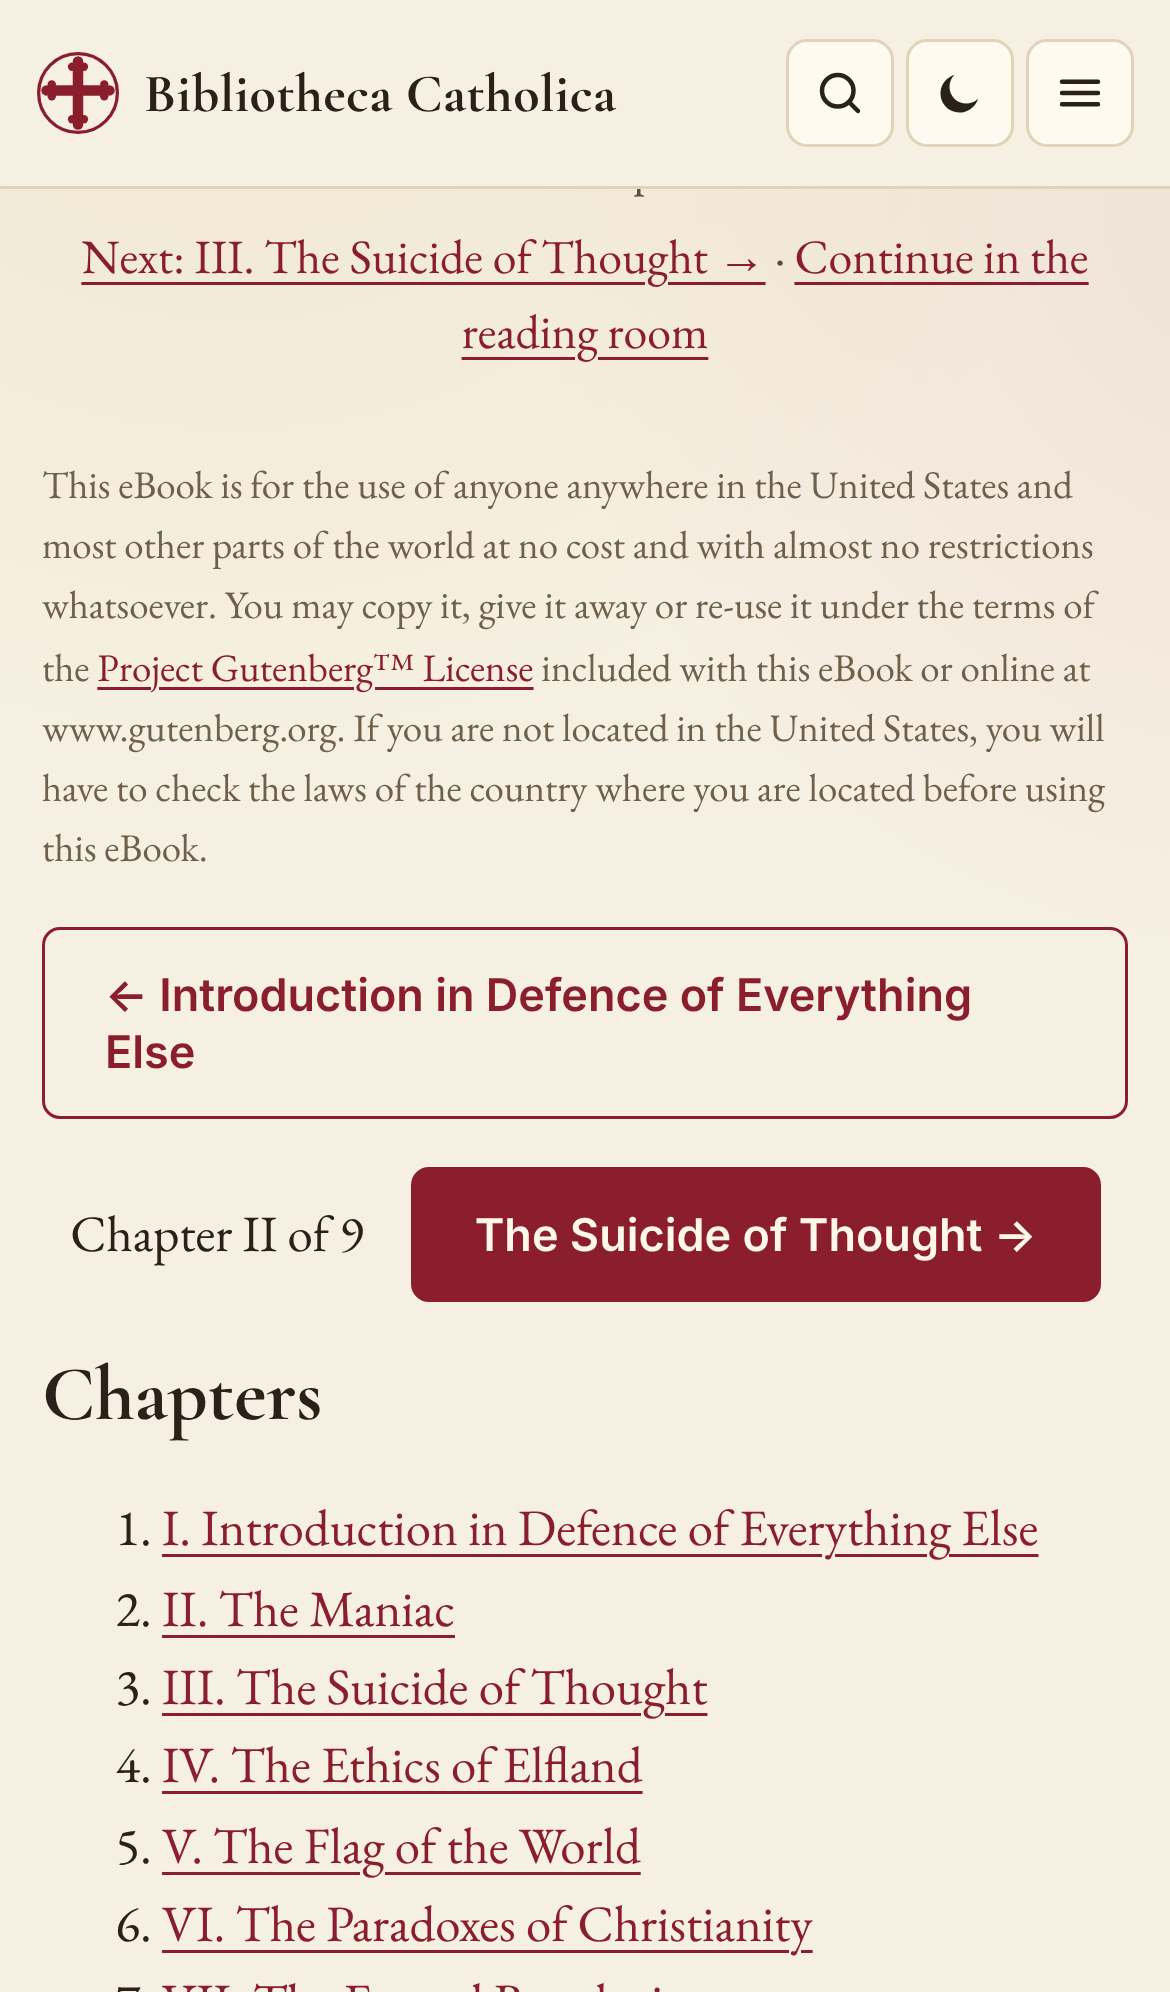 Bibliotheca Catholica
Next: III. The Suicide of Thought → · Continue in the
reading room
This eBook is for the use of anyone anywhere in the United States and
most other parts of the world at no cost and with almost no restrictions
whatsoever. You may copy it, give it away or re-use it under the terms of
the Project Gutenberg™ License included with this eBook or online at
www.gutenberg.org. If you are not located in the United States, you will
have to check the laws of the country where you are located before using
this eBook.
← Introduction in Defence of Everything
Else
Chapter II of 9
The Suicide of Thought →
Chapters
1. I. Introduction in Defence of Everything Else
2. II. The Maniac
3. III. The Suicide of Thought
4. IV. The Ethics of Elfland
5. V. The Flag of the World
6. VI. The Paradoxes of Christianity